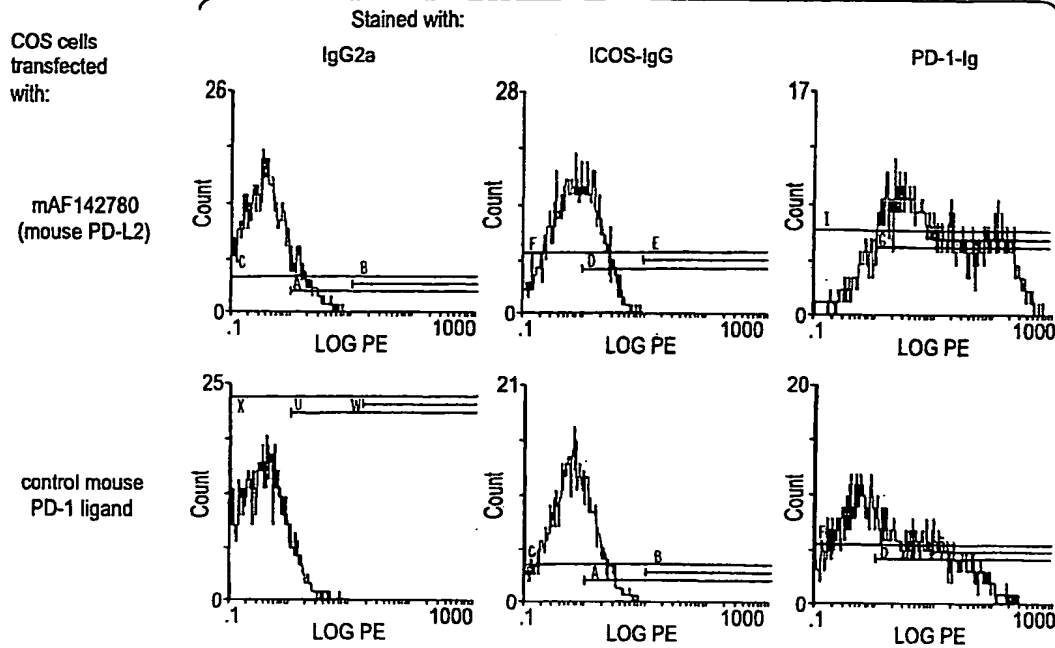 Stained with:
COS cells
transfected
with:
IgG2a
ICOS-IgG
PD-1-Ig
mAF142780
(mouse PD-L2)
26
Count
0
C
B
A
.1
1000
LOG PE
28
Count
0
F
E
D
.1
1000
LOG PE
17
Count
0
I
G
.1
1000
LOG PE
control mouse
PD-1 ligand
25
Count
0
X
U
W
.1
1000
LOG PE
21
Count
0
C
B
A
.1
1000
LOG PE
20
Count
0
F
D
.1
1000
LOG PE